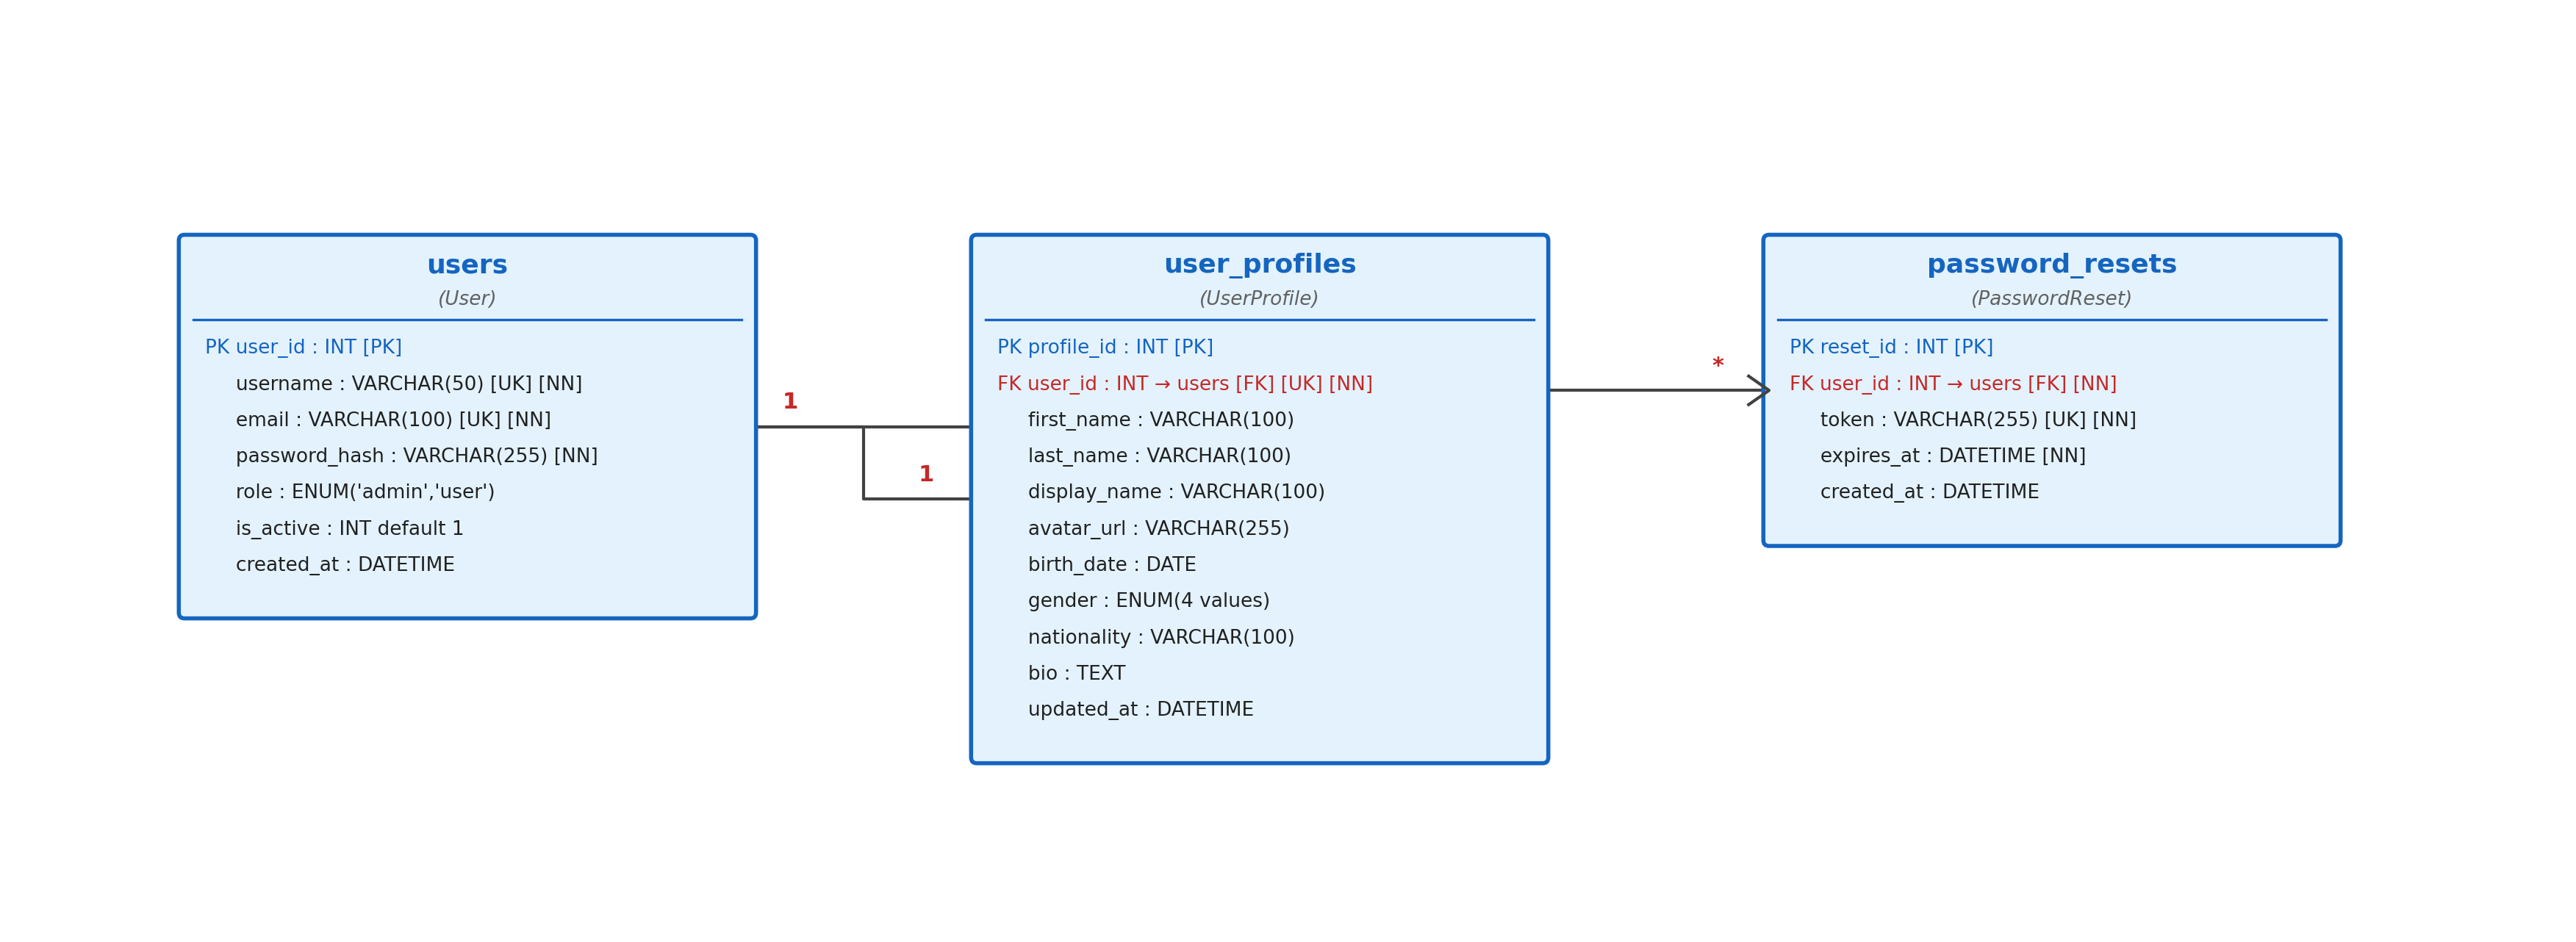 users
(User)
PK user_id : INT [PK]
username : VARCHAR(50) [UK] [NN]
email : VARCHAR(100) [UK] [NN]
password_hash : VARCHAR(255) [NN]
role : ENUM('admin','user')
is_active : INT default 1
created_at : DATETIME
1
1
user_profiles
(UserProfile)
PK profile_id : INT [PK]
FK user_id : INT → users [FK] [UK] [NN]
first_name : VARCHAR(100)
last_name : VARCHAR(100)
display_name : VARCHAR(100)
avatar_url : VARCHAR(255)
birth_date : DATE
gender : ENUM(4 values)
nationality : VARCHAR(100)
bio : TEXT
updated_at : DATETIME
*
password_resets
(PasswordReset)
PK reset_id : INT [PK]
FK user_id : INT → users [FK] [NN]
token : VARCHAR(255) [UK] [NN]
expires_at : DATETIME [NN]
created_at : DATETIME